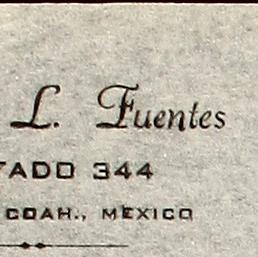 L. Fuentes
TADO 344
COAH., MEXICO